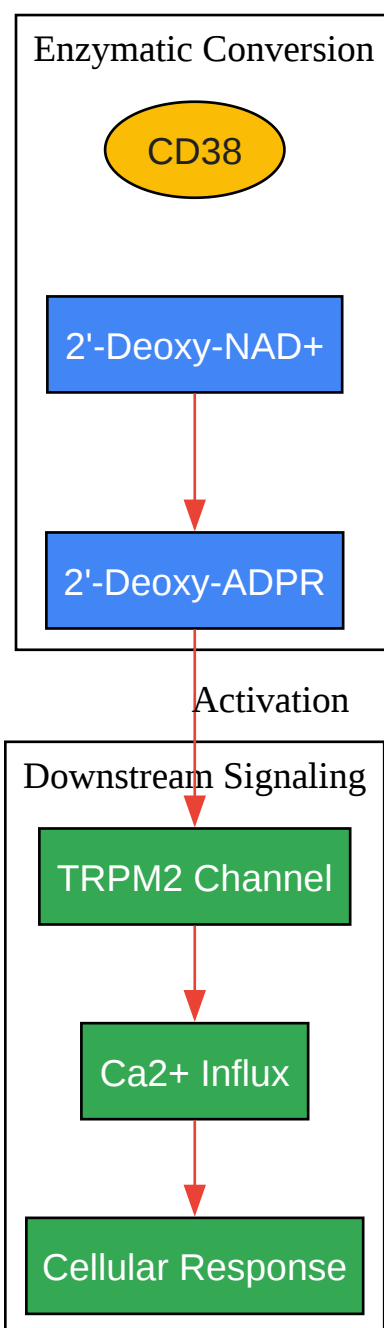 Enzymatic Conversion
CD38
2'-Deoxy-NAD+
2'-Deoxy-ADPR
Activation
Downstream Signaling
TRPM2 Channel
Ca2+ Influx
Cellular Response